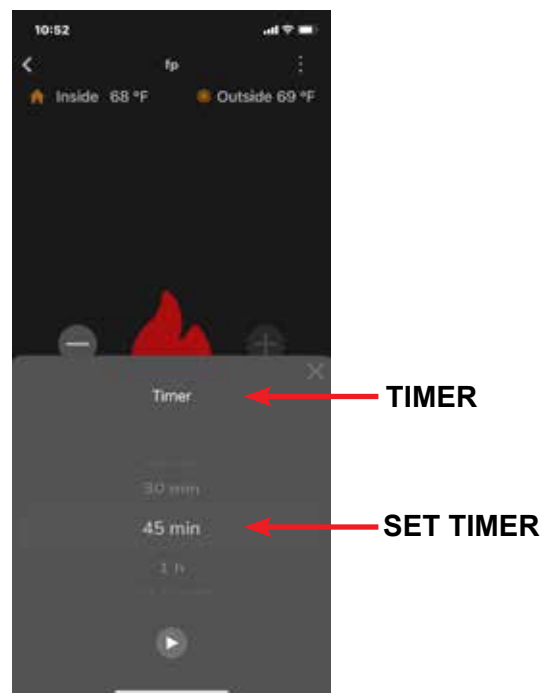 10:52
fp
Inside 68 °F Outside 69 °F
Timer
TIMER
30 min
45 min
SET TIMER
1 h